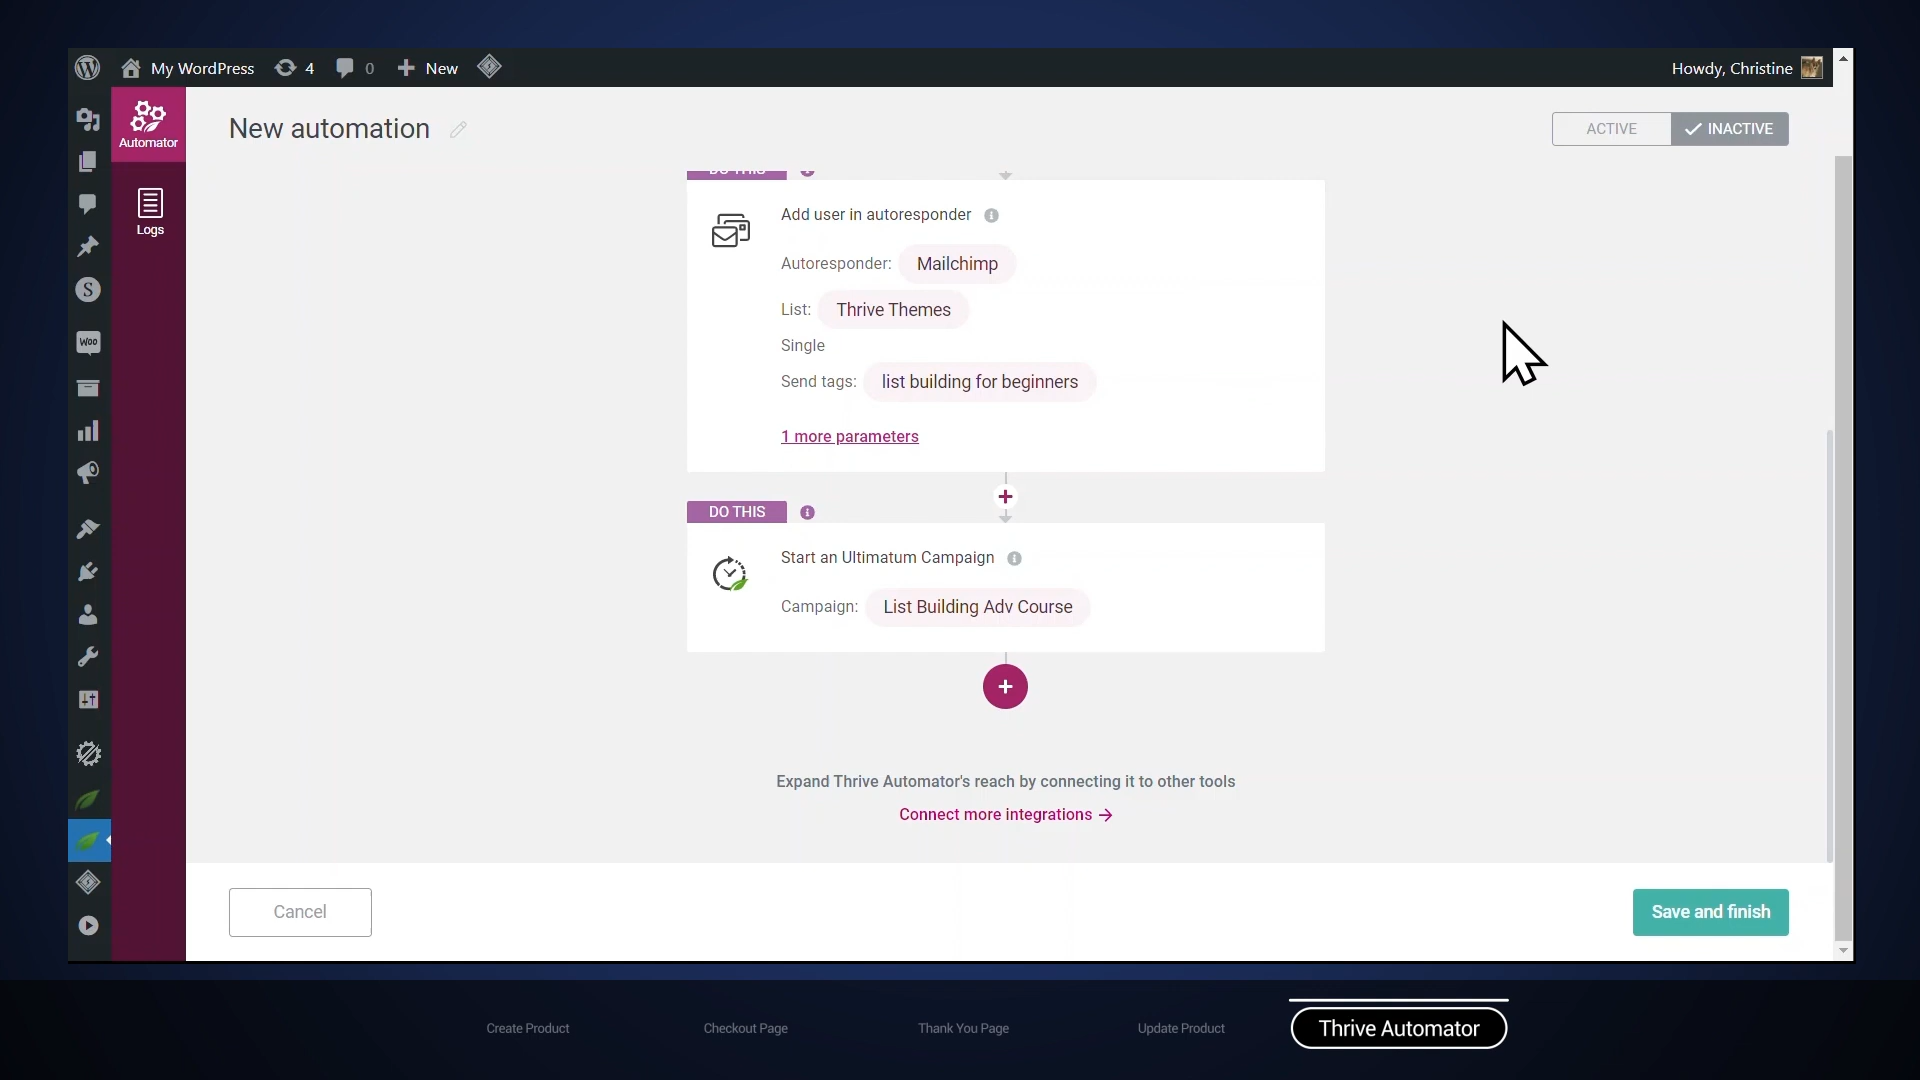 My WordPress 4 0 New Howdy, Christine
Automator
Logs
New automation
ACTIVE INACTIVE
DO THIS
Add user in autoresponder
Autoresponder: Mailchimp
List: Thrive Themes
Single
Send tags: list building for beginners
1 more parameters
DO THIS
Start an Ultimatum Campaign
Campaign: List Building Adv Course
Expand Thrive Automator's reach by connecting it to other tools
Connect more integrations →
Cancel
Save and finish
Woo
S
Create Product Checkout Page Thank You Page Update Product Thrive Automator